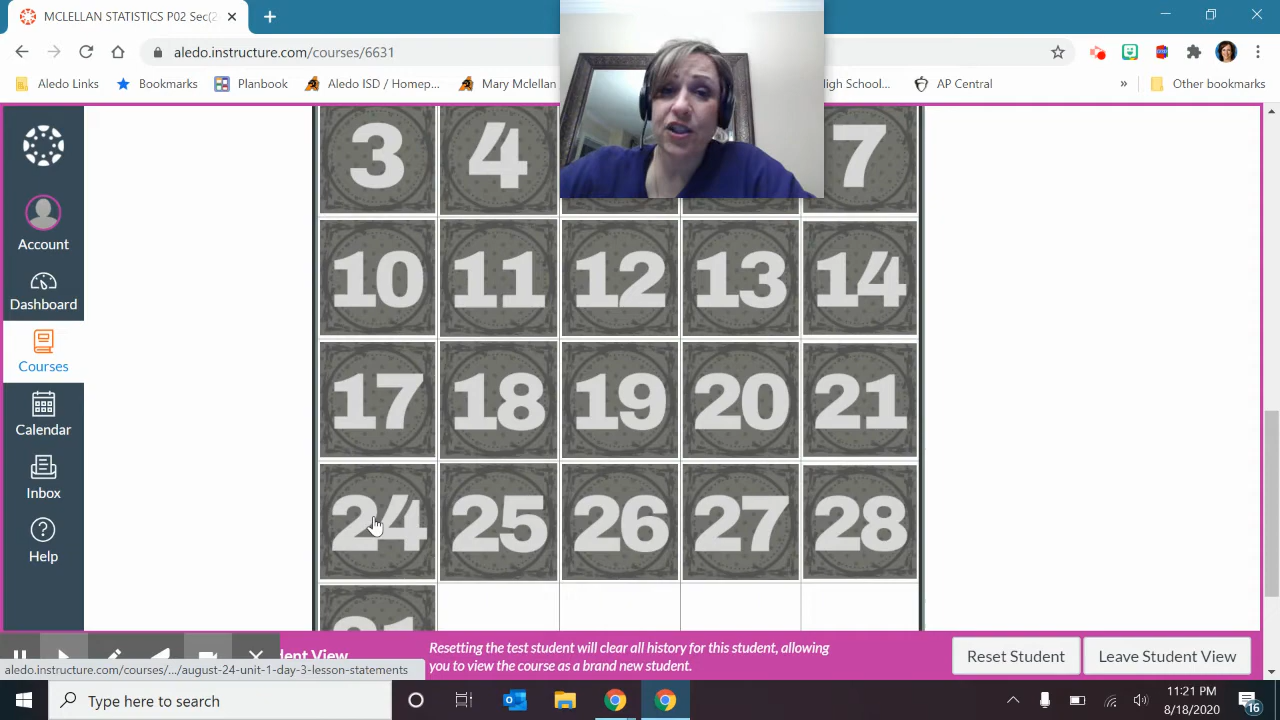 MCLELLAN STATISTICS P02 Sec(2
aledo.instructure.com/courses/6631
Aledo Links
Bookmarks
Planbook
Aledo ISD / Homep...
Mary Mclellan
High School...
AP Central
»
Other bookmarks
3 4 7
10 11 12 13 14
17 18 19 20 21
24 25 26 27 28
31
Account
Dashboard
Courses
Calendar
Inbox
Help
dent View
Resetting the test student will clear all history for this student, allowing
you to view the course as a brand new student.
Reset Student
Leave Student View
aledo.instructure.com/courses/.../august-24-unit-1-day-3-lesson-statements
Type here to search
11:21 PM
8/18/2020
16